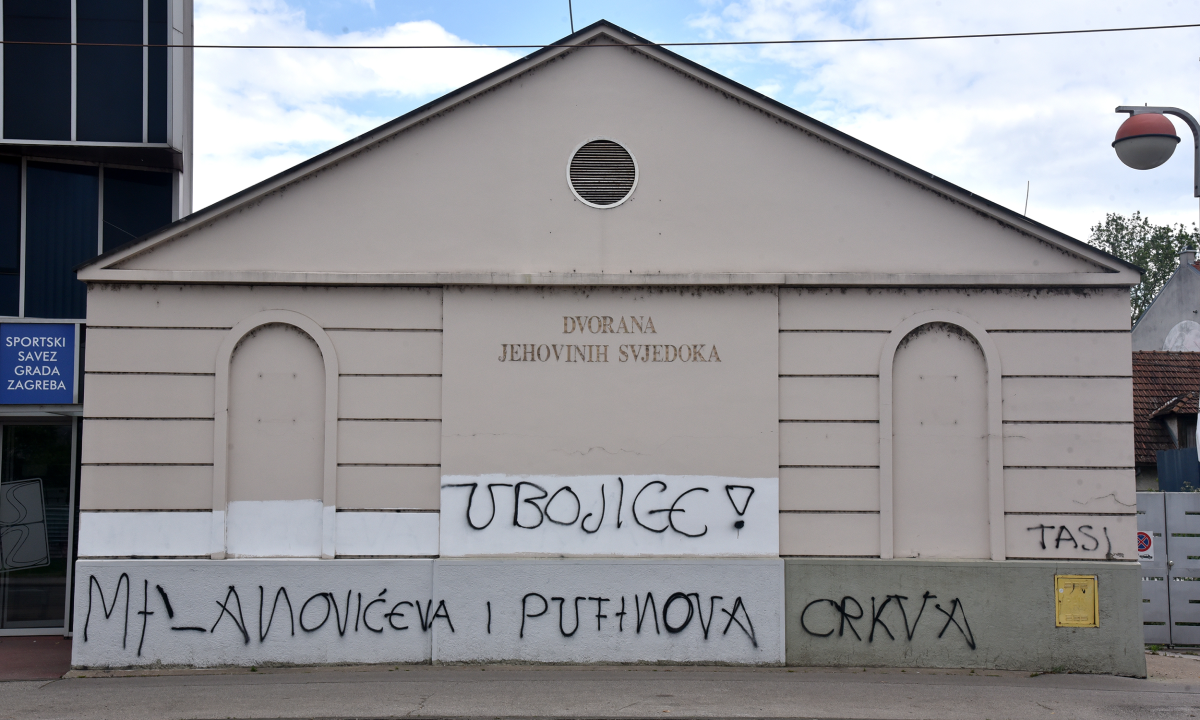 DVORANA
JEHOVINIH SVJEDOKA
SPORTSKI
SAVEZ
GRADA
ZAGREBA
UBOJICE!
TASI
MILANOVIĆEVA I PUTINOVA CRKVA